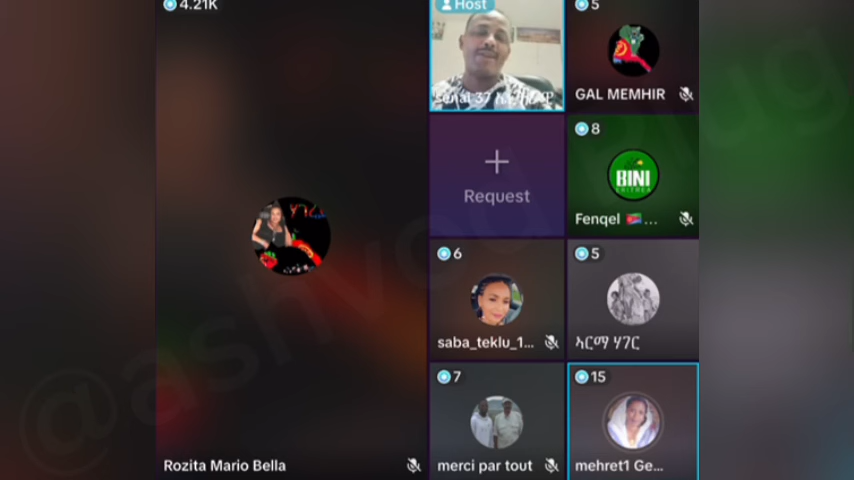 4.21K
Rozita Mario Bella
Host
5
GAL MEMHIR
Request
8
BINI
ERITREA
Fenqel 🇪🇷...
6
saba_teklu_1...
5
ኣርማ ሃገር
7
merci par tout
15
mehret1 Ge...